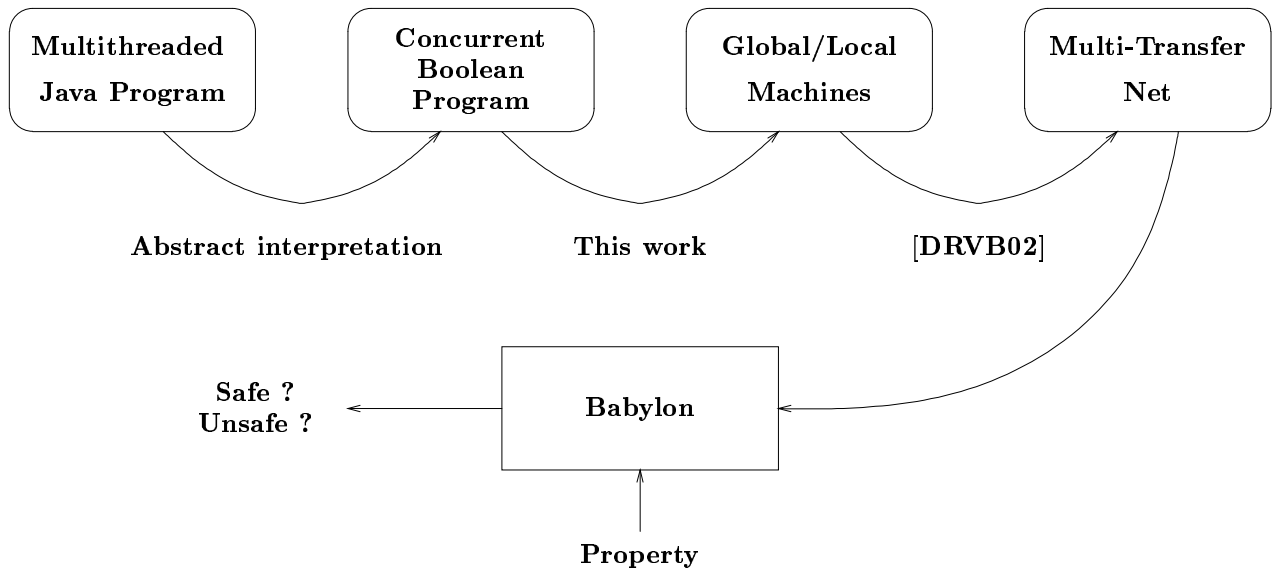 Multithreaded
Java Program
Concurrent
Boolean
Program
Global/Local
Machines
Multi-Transfer
Net
Abstract interpretation
This work
[DRVB02]
Safe ?
Unsafe ?
Babylon
Property